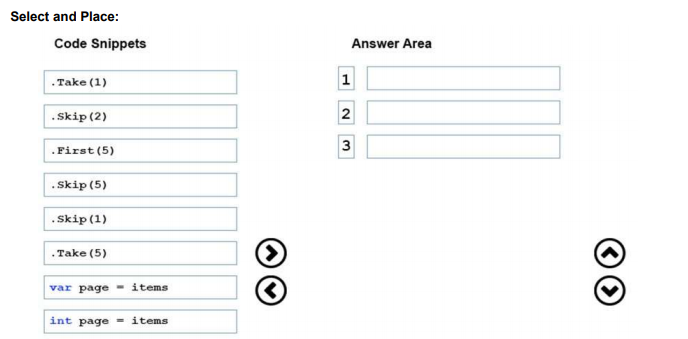 Select and Place:
Code Snippets
Answer Area
.Take(1)
.Skip(2)
.First(5)
.Skip(5)
.Skip(1)
.Take(5)
var page = items
int page = items
1
2
3